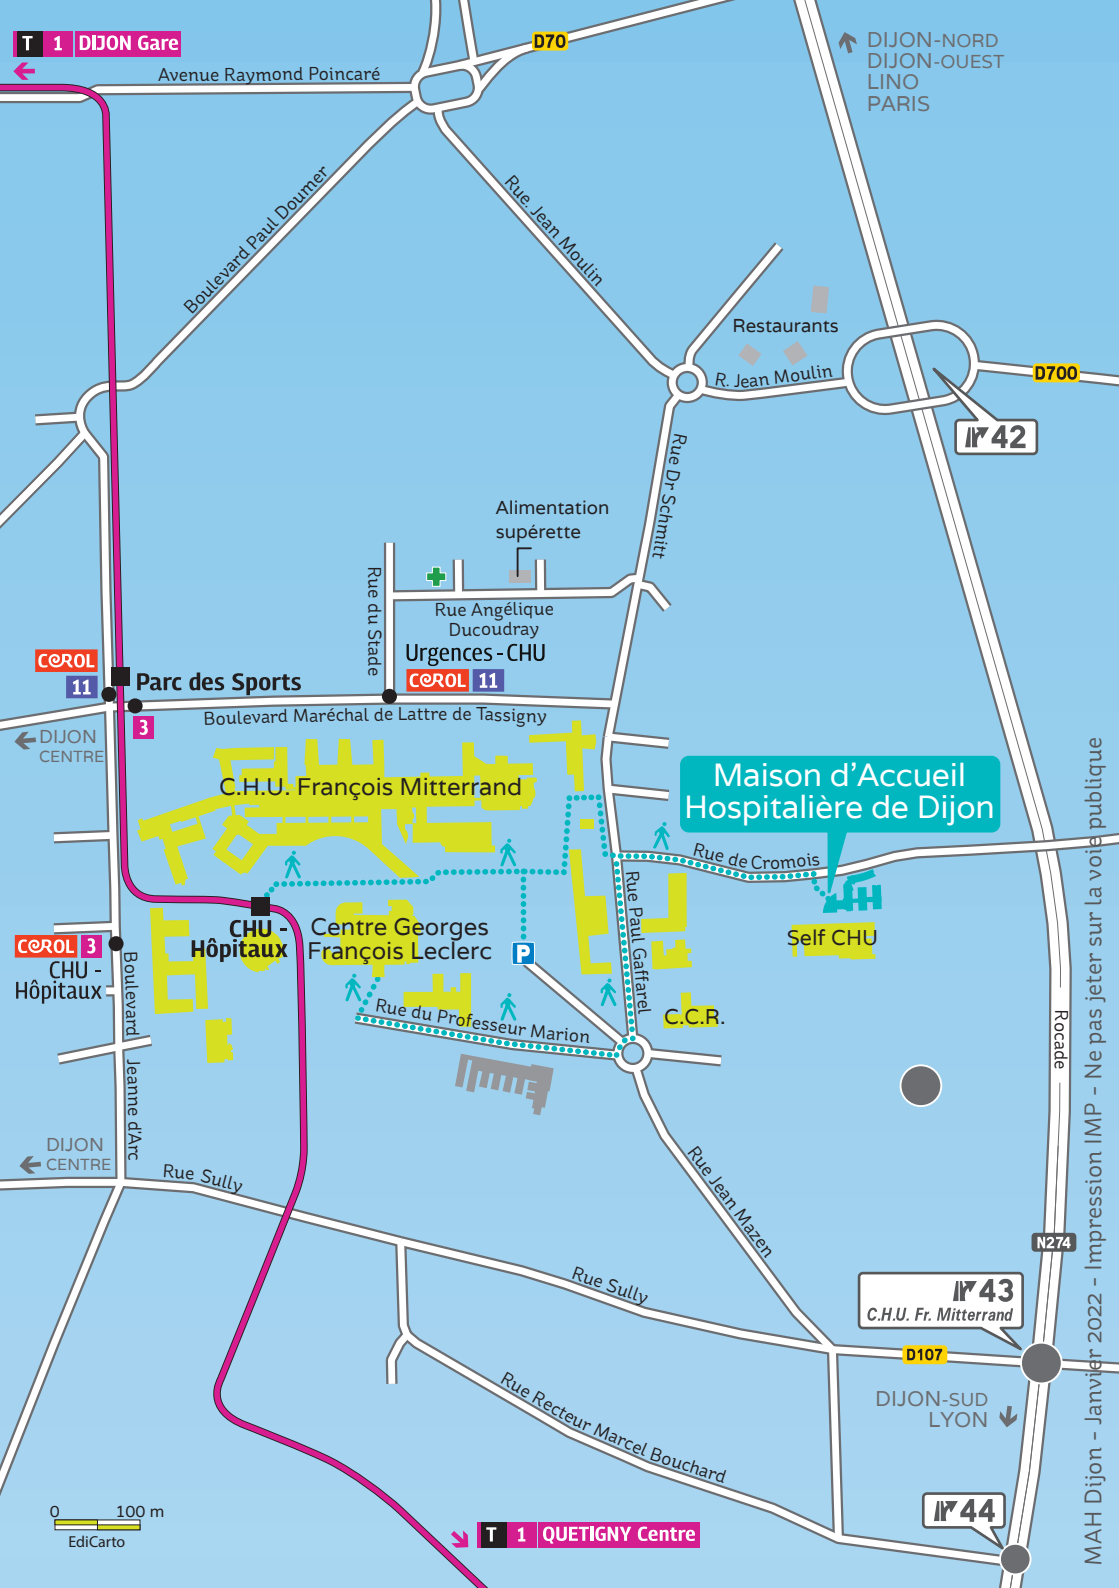 T 1 DIJON Gare
D70
DIJON-NORD
DIJON-OUEST
LINO
PARIS
Avenue Raymond Poincaré
Boulevard Paul Doumer
Rue. Jean Moulin
Restaurants
R. Jean Moulin
D700
42
Rue Dr Schmitt
Alimentation
supérette
Rue du Stade
Rue Angélique
Ducoudray
Urgences - CHU
COROL 11
COROL
11
Parc des Sports
3
Boulevard Maréchal de Lattre de Tassigny
DIJON
CENTRE
C.H.U. François Mitterrand
Maison d'Accueil
Hospitalière de Dijon
Rue de Cromois
Rue Paul Gaffarel
CHU -
Hôpitaux
Centre Georges
François Leclerc
P
Self CHU
COROL 3
CHU -
Hôpitaux
Boulevard Jeanne d'Arc
Rue du Professeur Marion
C.C.R.
Rocade
DIJON
CENTRE
Rue Sully
Rue Jean Mazen
N274
Rue Sully
43
C.H.U. Fr. Mitterrand
D107
DIJON-SUD
LYON
Rue Recteur Marcel Bouchard
44
0 100 m
EdiCarto
T 1 QUETIGNY Centre
MAH Dijon - Janvier 2022 - Impression IMP - Ne pas jeter sur la voie publique